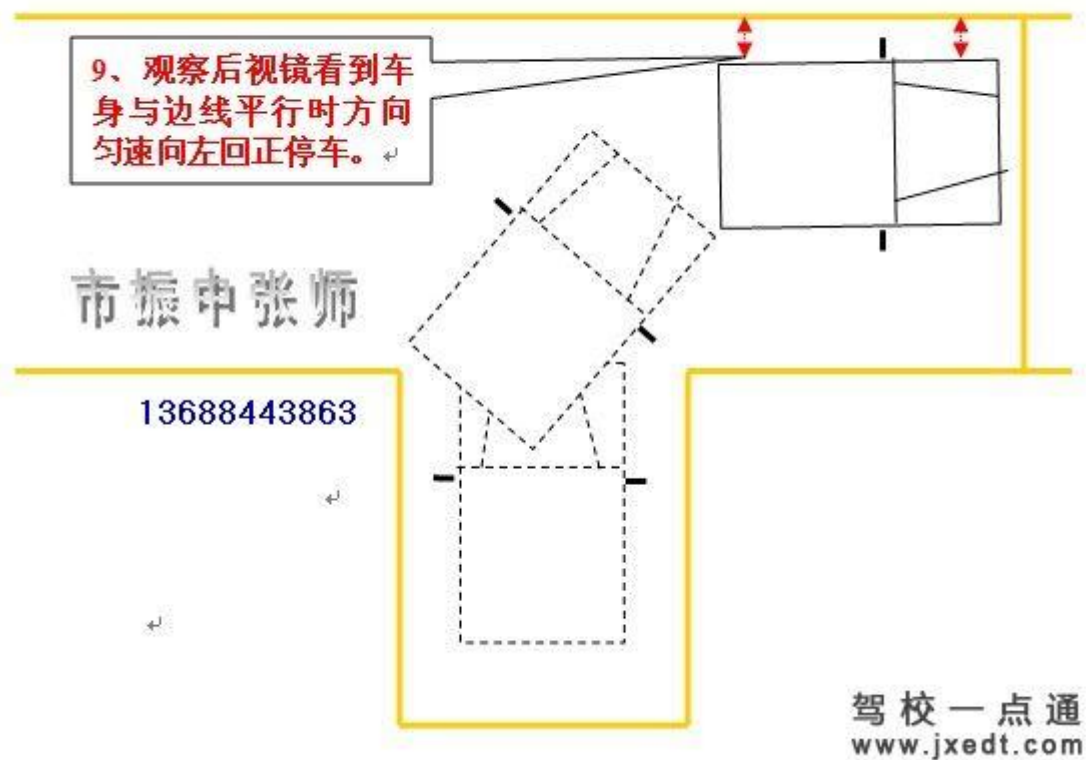 9、观察后视镜看到车
身与边线平行时方向
匀速向左回正停车。
市振申张师
13688443863
驾校一点通
www.jxedt.com